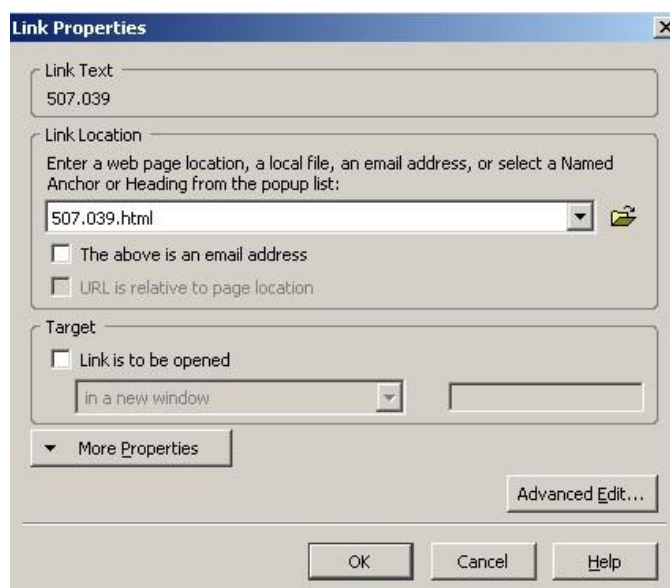 Link Properties
Link Text
507.039
Link Location
Enter a web page location, a local file, an email address, or select a Named
Anchor or Heading from the popup list:
507.039.html
The above is an email address
URL is relative to page location
Target
Link is to be opened
in a new window
More Properties
Advanced Edit...
OK Cancel Help